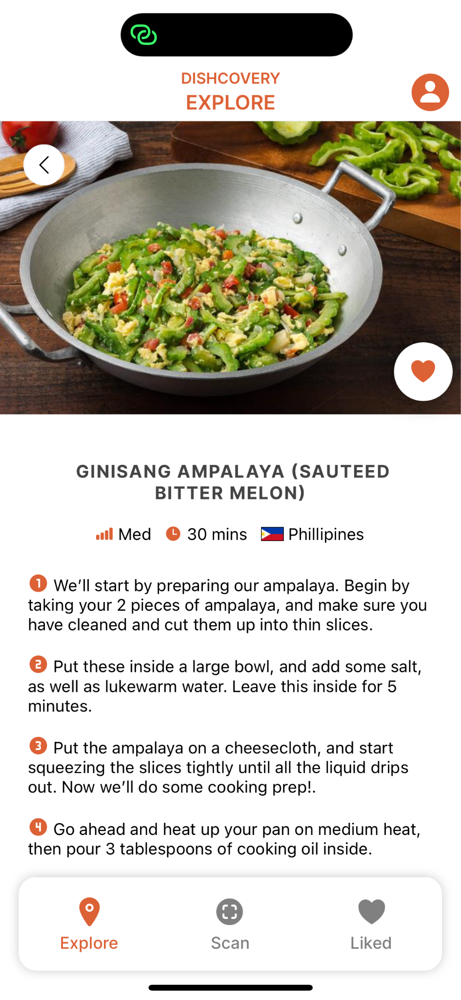 DISHCOVERY
EXPLORE
GINISANG AMPALAYA (SAUTEED
BITTER MELON)
Med 30 mins Phillipines
1 We’ll start by preparing our ampalaya. Begin by
taking your 2 pieces of ampalaya, and make sure you
have cleaned and cut them up into thin slices.
2 Put these inside a large bowl, and add some salt,
as well as lukewarm water. Leave this inside for 5
minutes.
3 Put the ampalaya on a cheesecloth, and start
squeezing the slices tightly until all the liquid drips
out. Now we’ll do some cooking prep!.
4 Go ahead and heat up your pan on medium heat,
then pour 3 tablespoons of cooking oil inside.
Explore Scan Liked